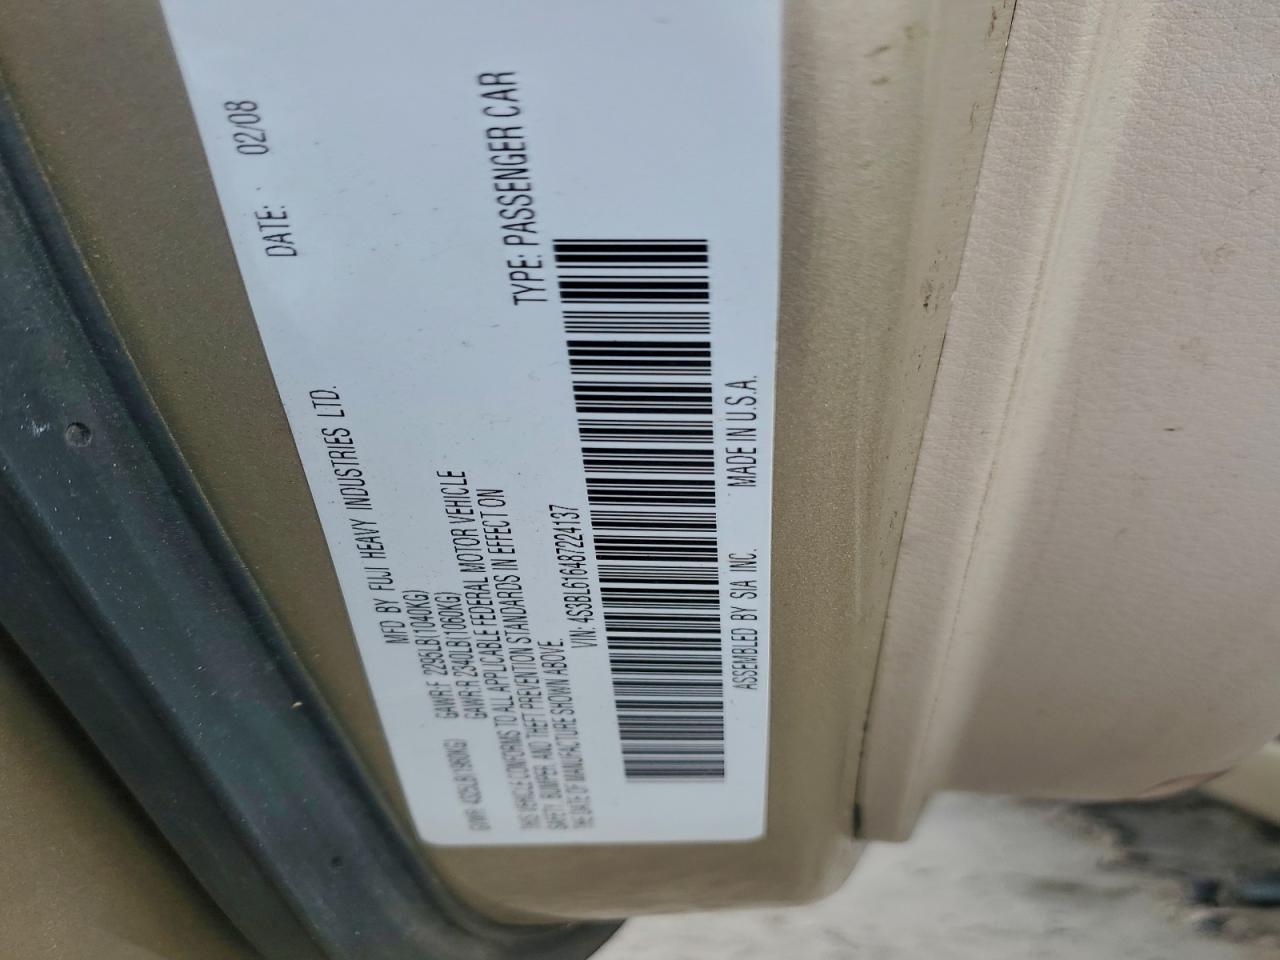 MFD BY FUJI HEAVY INDUSTRIES LTD. DATE: 02/08
GVWR 4325LB(1960KG) GAWR:F 2295LB(1040KG)
GAWR:R 2340LB(1060KG)
THIS VEHICLE CONFORMS TO ALL APPLICABLE FEDERAL MOTOR VEHICLE
SAFETY, BUMPER, AND THEFT PREVENTION STANDARDS IN EFFECT ON
THE DATE OF MANUFACTURE SHOWN ABOVE.
VIN: 4S3BL616487224137 TYPE: PASSENGER CAR
ASSEMBLED BY SIA INC. MADE IN U.S.A.